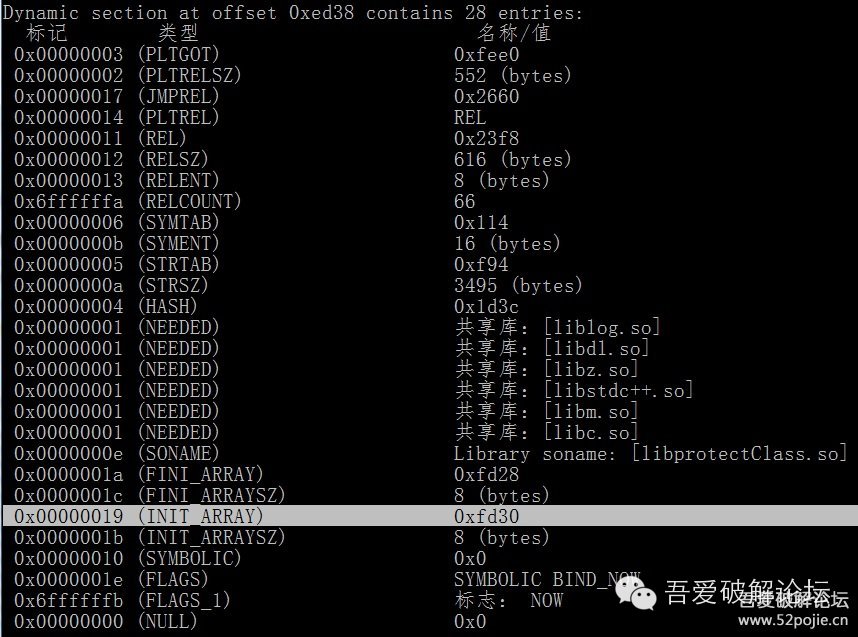 Dynamic section at offset 0xed38 contains 28 entries:
标记 类型 名称/值
0x00000003 (PLTGOT) 0xfee0
0x00000002 (PLTRELSZ) 552 (bytes)
0x00000017 (JMPREL) 0x2660
0x00000014 (PLTREL) REL
0x00000011 (REL) 0x23f8
0x00000012 (RELSZ) 616 (bytes)
0x00000013 (RELENT) 8 (bytes)
0x6ffffffa (RELCOUNT) 66
0x00000006 (SYMTAB) 0x114
0x0000000b (SYMENT) 16 (bytes)
0x00000005 (STRTAB) 0xf94
0x0000000a (STRSZ) 3495 (bytes)
0x00000004 (HASH) 0x1d3c
0x00000001 (NEEDED) 共享库：[liblog.so]
0x00000001 (NEEDED) 共享库：[libdl.so]
0x00000001 (NEEDED) 共享库：[libz.so]
0x00000001 (NEEDED) 共享库：[libstdc++.so]
0x00000001 (NEEDED) 共享库：[libm.so]
0x00000001 (NEEDED) 共享库：[libc.so]
0x0000000e (SONAME) Library soname: [libprotectClass.so]
0x0000001a (FINI_ARRAY) 0xfd28
0x0000001c (FINI_ARRAYSZ) 8 (bytes)
0x00000019 (INIT_ARRAY) 0xfd30
0x0000001b (INIT_ARRAYSZ) 8 (bytes)
0x00000010 (SYMBOLIC) 0x0
0x0000001e (FLAGS) SYMBOLIC BIND_NOW
0x6ffffffb (FLAGS_1) 标志： NOW
0x00000000 (NULL) 0x0
吾爱破解论坛
吾爱破解论坛
www.52pojie.cn